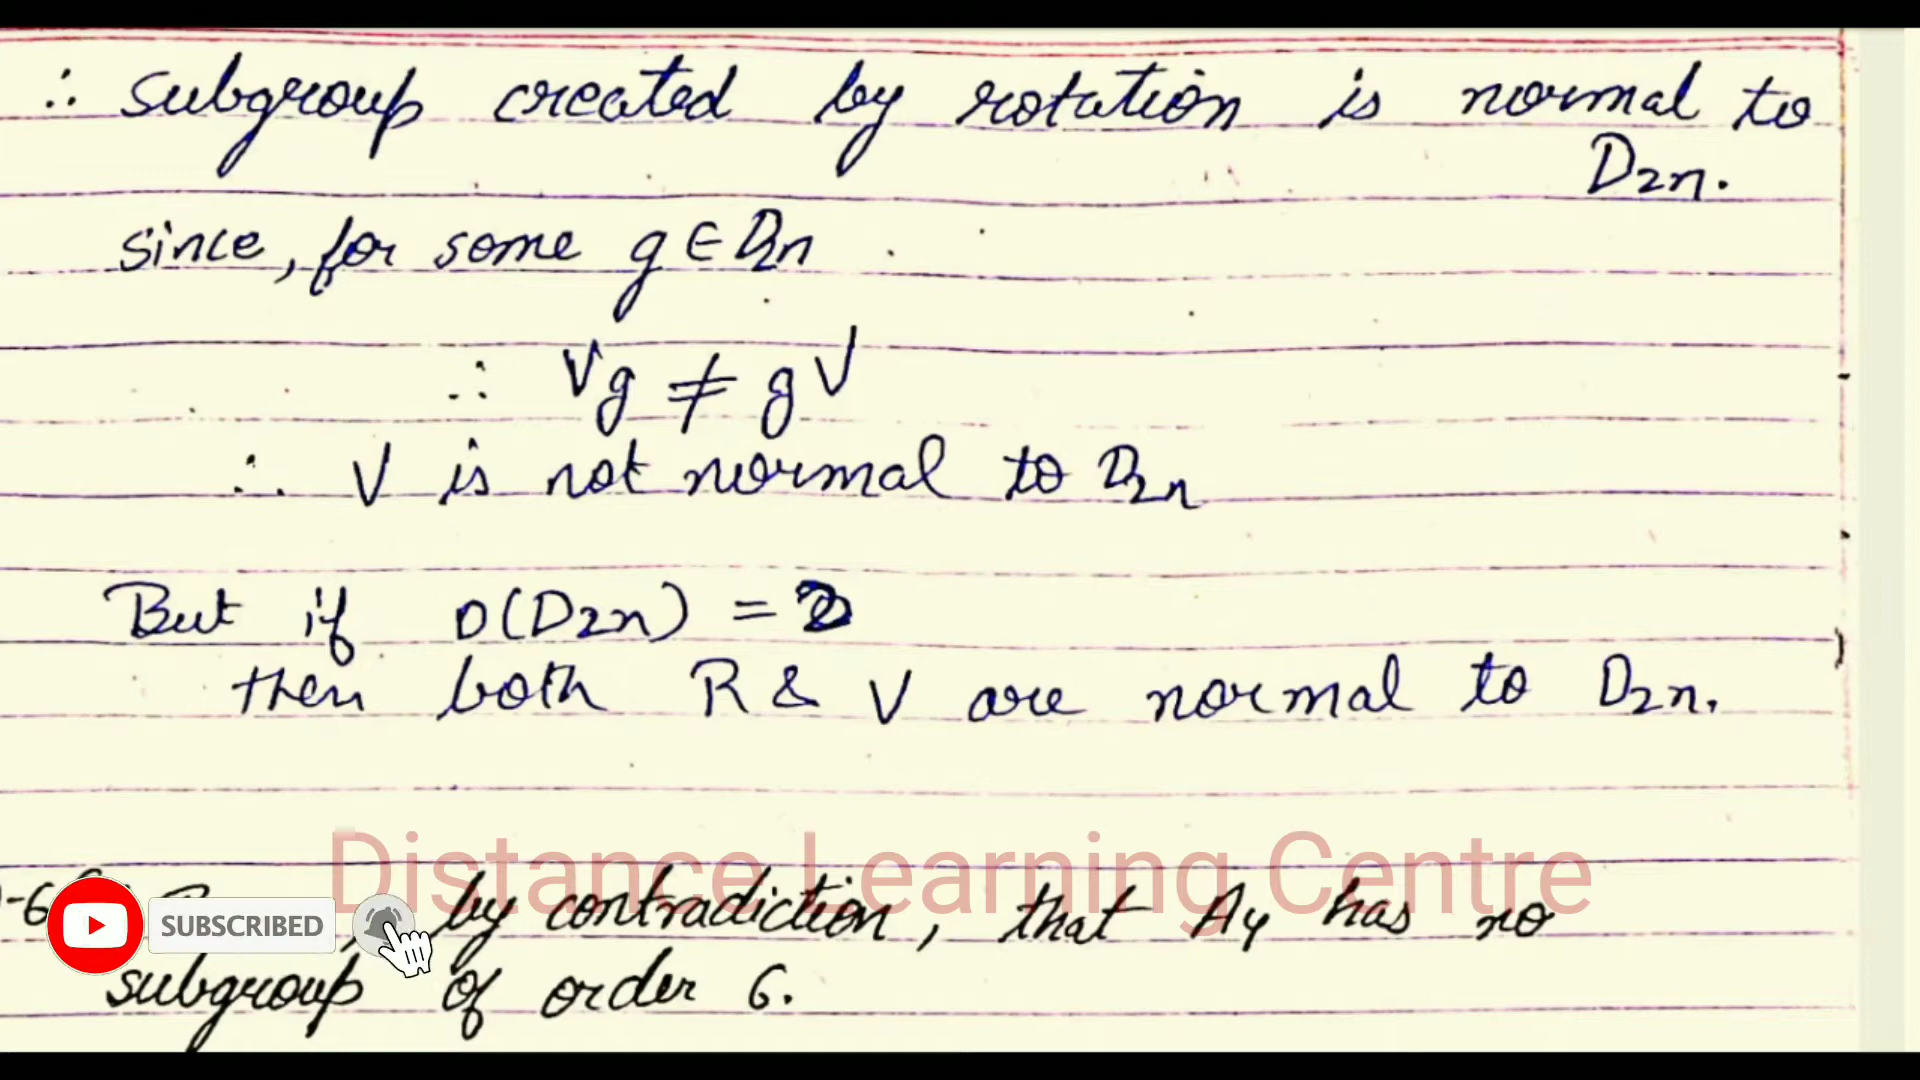 ∴ subgroup created by rotation is normal to
D₂n.
since, for some g ∈ D₂n
∴ Vg ≠ gV
∴ V is not normal to D₂n
But if O(D₂n) = 2
then both R & V are normal to D₂n.
Distance Learning Centre
SUBSCRIBED
by contradiction, that A₄ has no
subgroup of order 6.